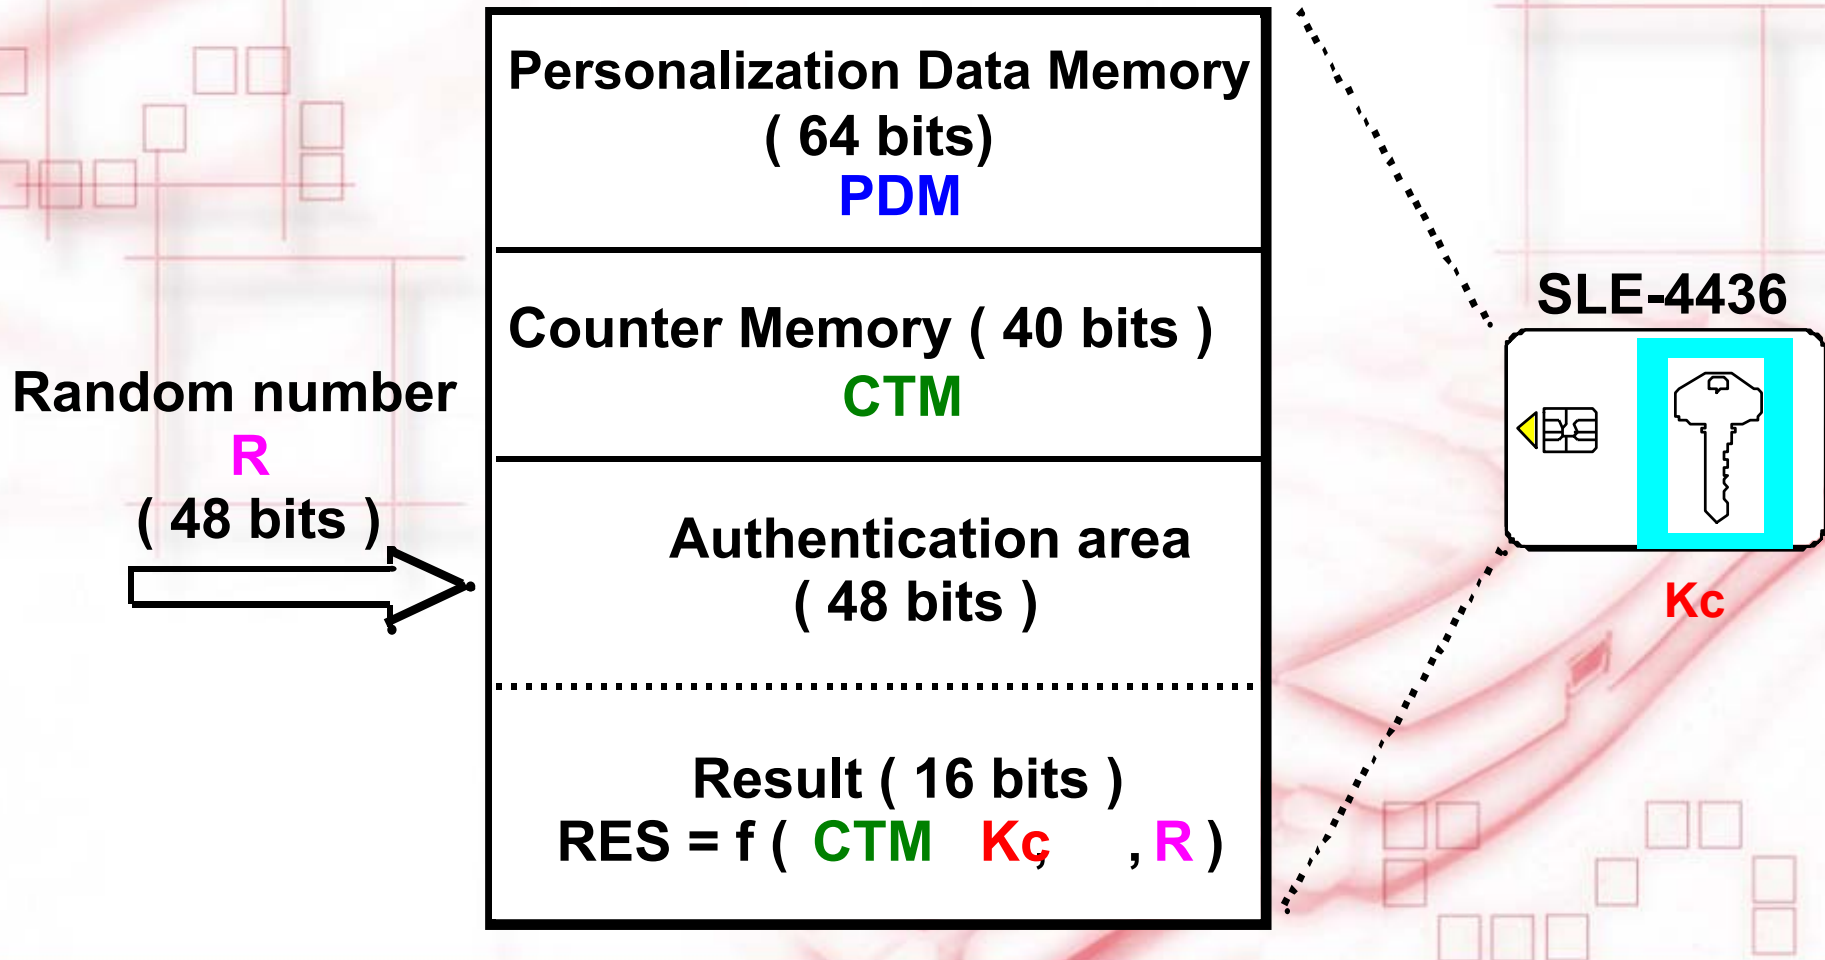 Personalization Data Memory
( 64 bits)
PDM
Counter Memory ( 40 bits )
CTM
Random number
R
( 48 bits )
Authentication area
( 48 bits )
Result ( 16 bits )
RES = f ( CTM Kc, , R )
SLE-4436
Kc